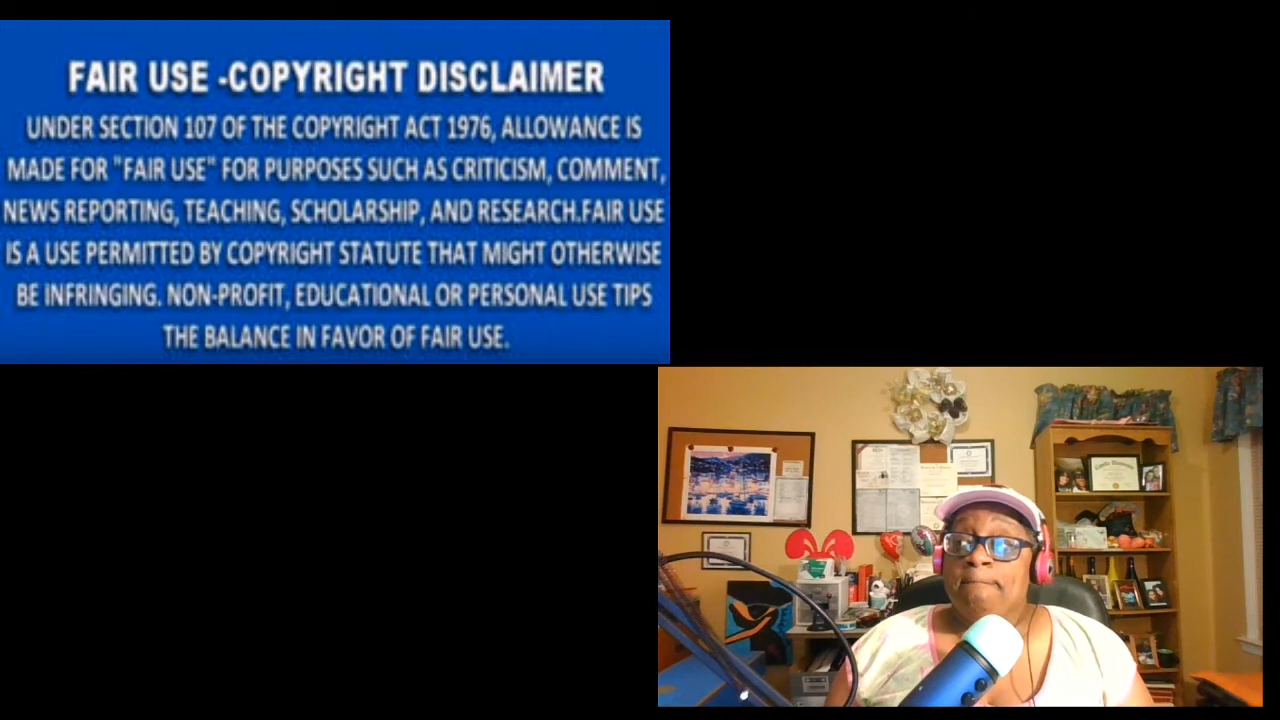 FAIR USE -COPYRIGHT DISCLAIMER
UNDER SECTION 107 OF THE COPYRIGHT ACT 1976, ALLOWANCE IS
MADE FOR "FAIR USE" FOR PURPOSES SUCH AS CRITICISM, COMMENT,
NEWS REPORTING, TEACHING, SCHOLARSHIP, AND RESEARCH.FAIR USE
IS A USE PERMITTED BY COPYRIGHT STATUTE THAT MIGHT OTHERWISE
BE INFRINGING. NON-PROFIT, EDUCATIONAL OR PERSONAL USE TIPS
THE BALANCE IN FAVOR OF FAIR USE.